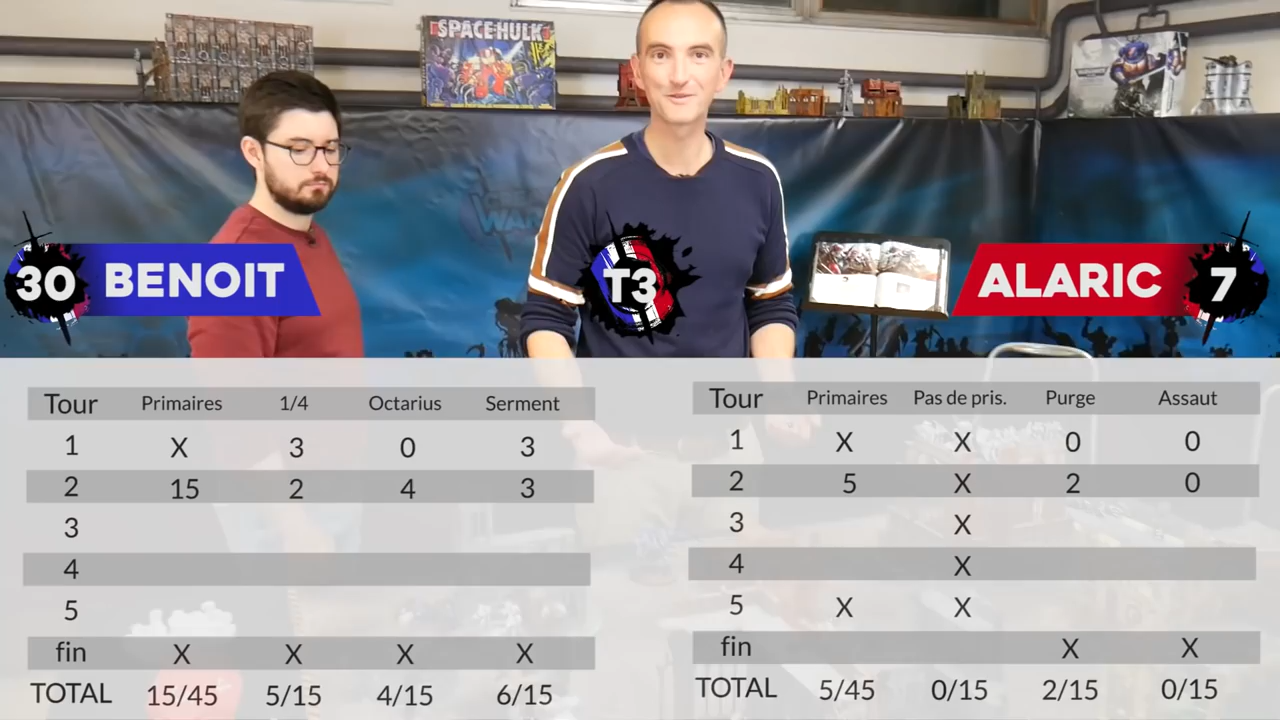 SPACE HULK
WAR
30 BENOIT
T3
ALARIC 7
Tour Primaires 1/4 Octarius Serment
1 X 3 0 3
2 15 2 4 3
3
4
5
fin X X X X
TOTAL 15/45 5/15 4/15 6/15
Tour Primaires Pas de pris. Purge Assaut
1 X X 0 0
2 5 X 2 0
3 X
4 X
5 X X
fin X X
TOTAL 5/45 0/15 2/15 0/15